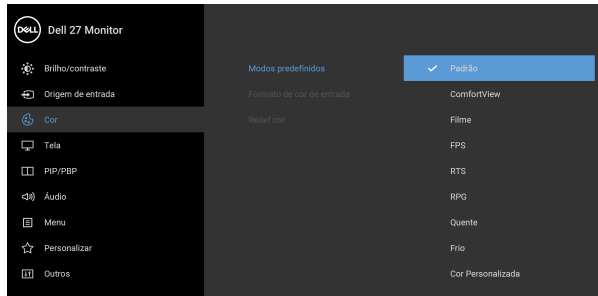 DELL Dell 27 Monitor
Brilho/contraste Modos predefinidos Padrão
Origem de entrada Formato de cor de entrada ComfortView
Cor Redef cor Filme
Tela FPS
PIP/PBP RTS
Áudio RPG
Menu Quente
Personalizar Frio
Outros Cor Personalizada